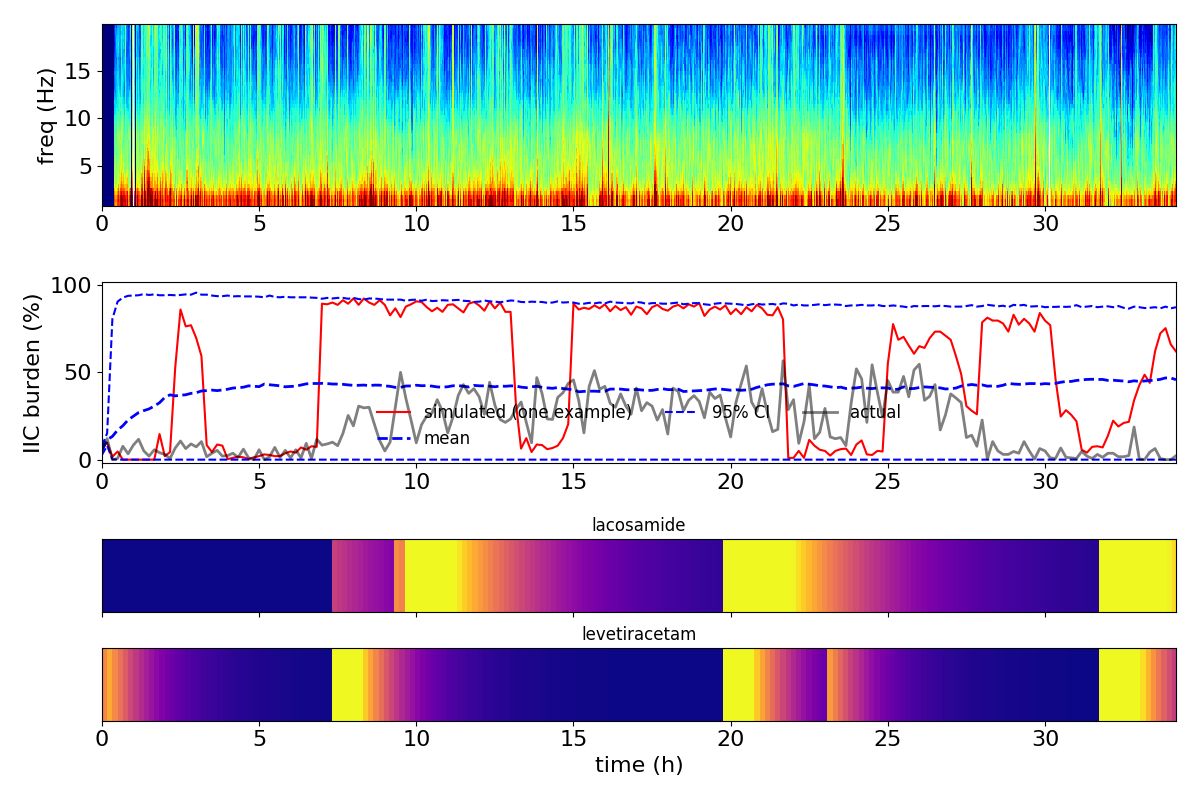 freq (Hz)
15
10
5
0 5 10 15 20 25 30
IIC burden (%)
100
50
0
simulated (one example) 95% CI actual
mean
0 5 10 15 20 25 30
lacosamide
levetiracetam
0 5 10 15 20 25 30
time (h)